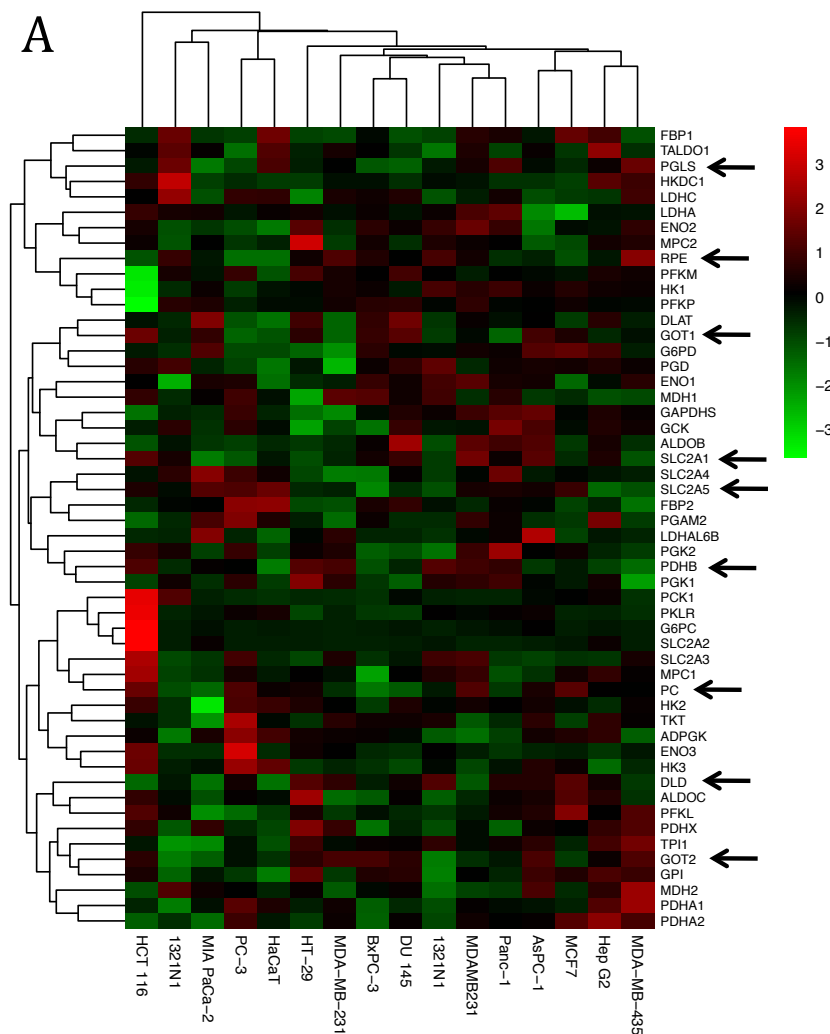 A
FBP1
TALDO1
PGLS
HKDC1
LDHC
LDHA
ENO2
MPC2
RPE
PFKM
HK1
PFKP
DLAT
GOT1
G6PD
PGD
ENO1
MDH1
GAPDHS
GCK
ALDOB
SLC2A1
SLC2A4
SLC2A5
FBP2
PGAM2
LDHAL6B
PGK2
PDHB
PGK1
PCK1
PKLR
G6PC
SLC2A2
SLC2A3
MPC1
PC
HK2
TKT
ADPGK
ENO3
HK3
DLD
ALDOC
PFKL
PDHX
TPI1
GOT2
GPI
MDH2
PDHA1
PDHA2
3
2
1
0
−1
−2
−3
HCT 116
1321N1
MIA PaCa−2
PC−3
HaCaT
HT−29
MDA−MB−231
BxPC−3
DU 145
1321N1
MDAMB231
Panc−1
AsPC−1
MCF7
Hep G2
MDA−MB−435